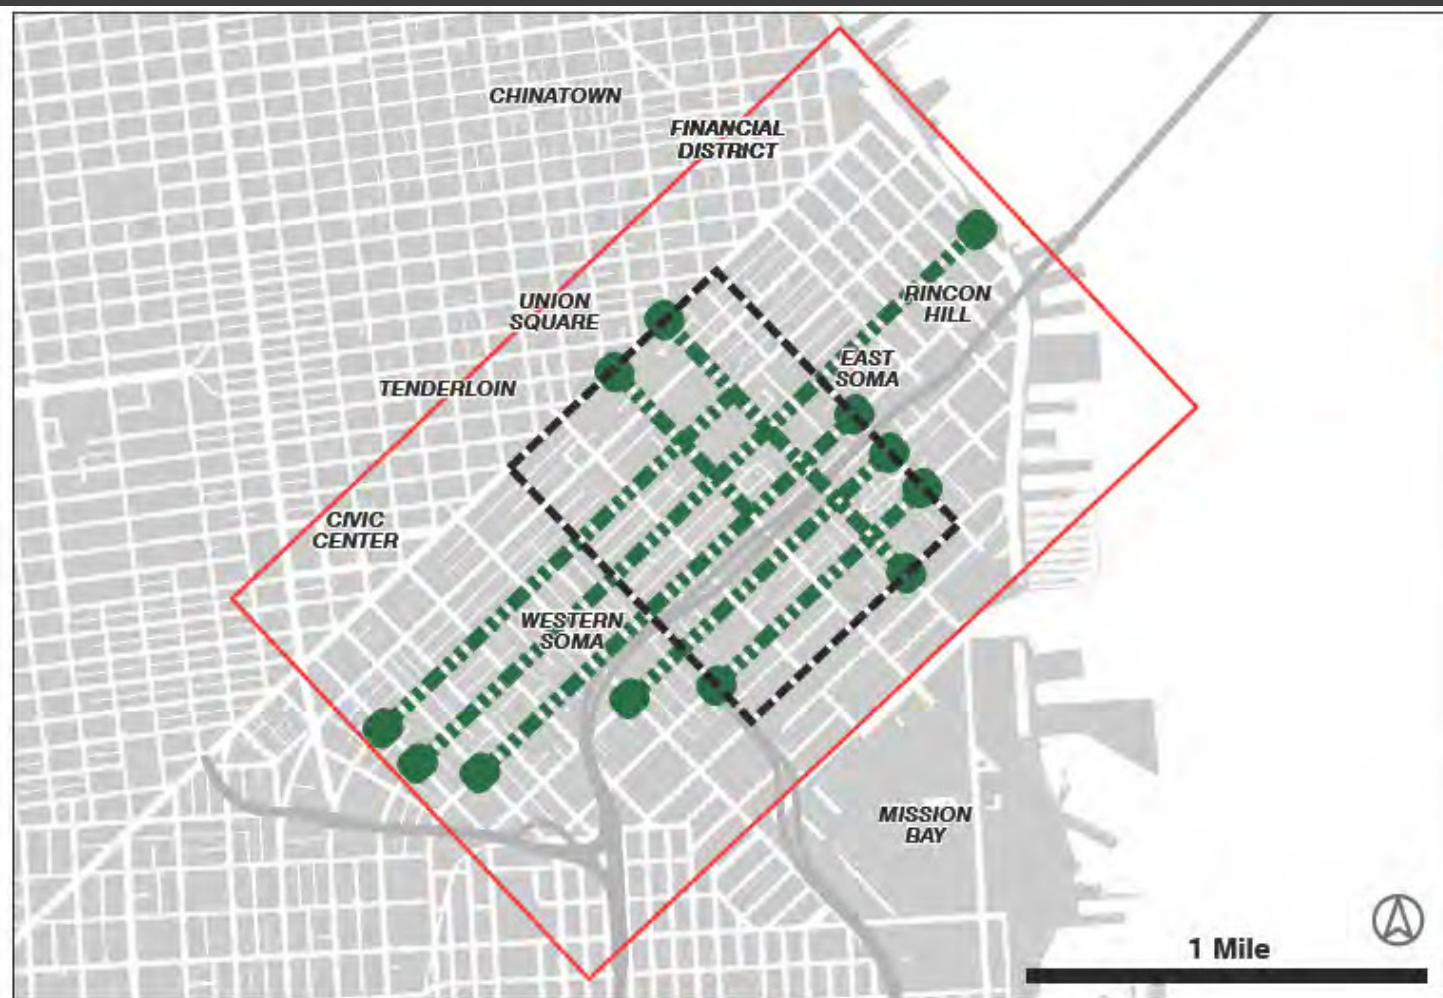 CHINATOWN
FINANCIAL
DISTRICT
RINCON
HILL
UNION
SQUARE
EAST
SOMA
TENDERLOIN
CIVIC
CENTER
WESTERN
SOMA
MISSION
BAY
1 Mile